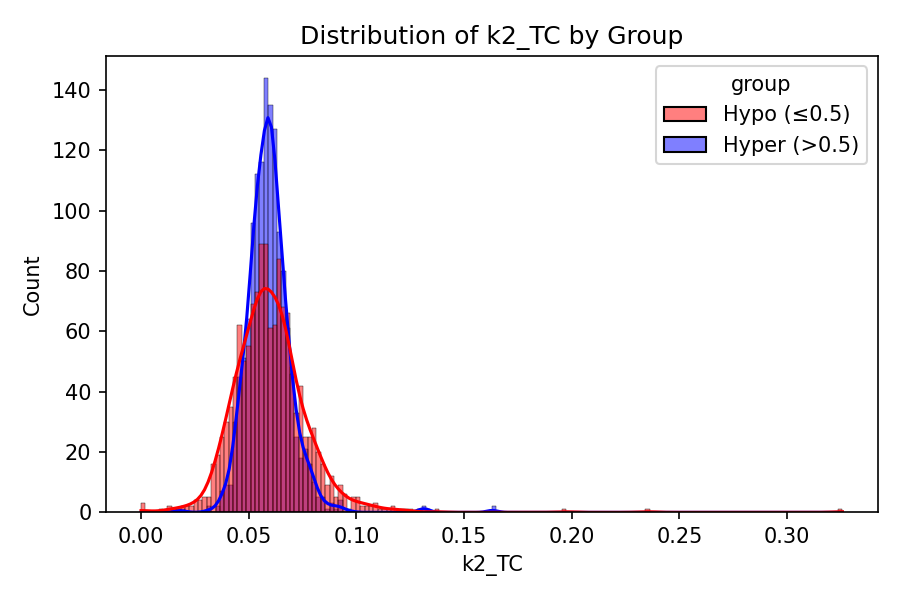 Distribution of k2_TC by Group
group
Hypo (≤0.5)
Hyper (>0.5)
Count
140
120
100
80
60
40
20
0
0.00 0.05 0.10 0.15 0.20 0.25 0.30
k2_TC